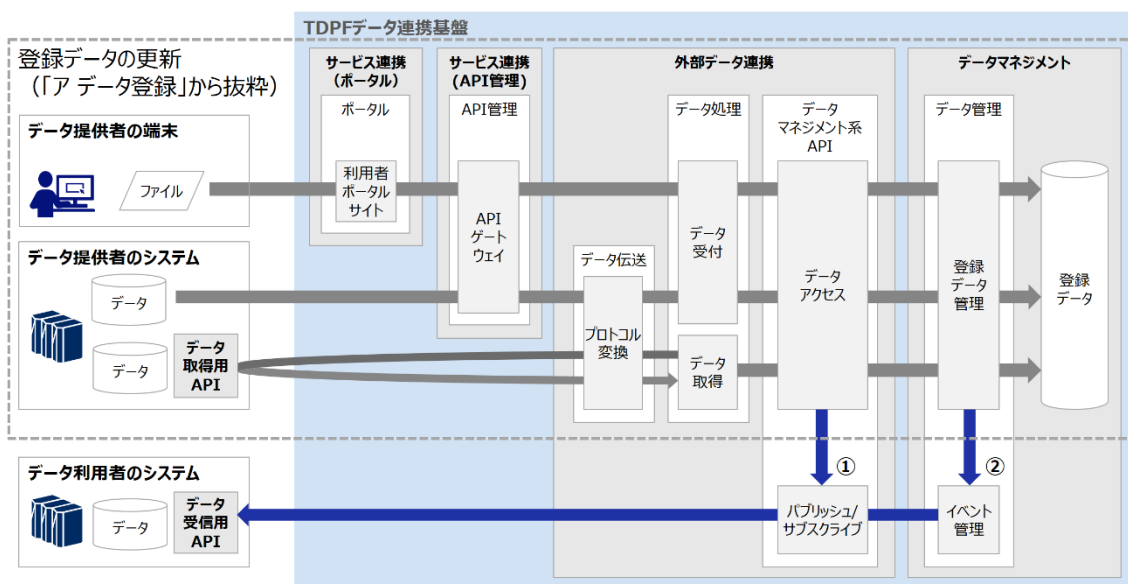 TDPFデータ連携基盤
登録データの更新
(「ア データ登録」から抜粋)
サービス連携
(ポータル)
サービス連携
(API管理)
外部データ連携
データマネジメント
ポータル
API管理
データ処理
データ
マネジメント系
API
データ管理
データ提供者の端末
ファイル
利用者
ポータル
サイト
API
ゲート
ウェイ
データ
受付
データ
アクセス
登録
データ
管理
登録
データ
データ提供者のシステム
データ
データ
データ
取得用
API
データ伝送
プロトコル
変換
データ
取得
①
②
データ利用者のシステム
データ
データ
受信用
API
パブリッシュ/
サブスクライブ
イベント
管理